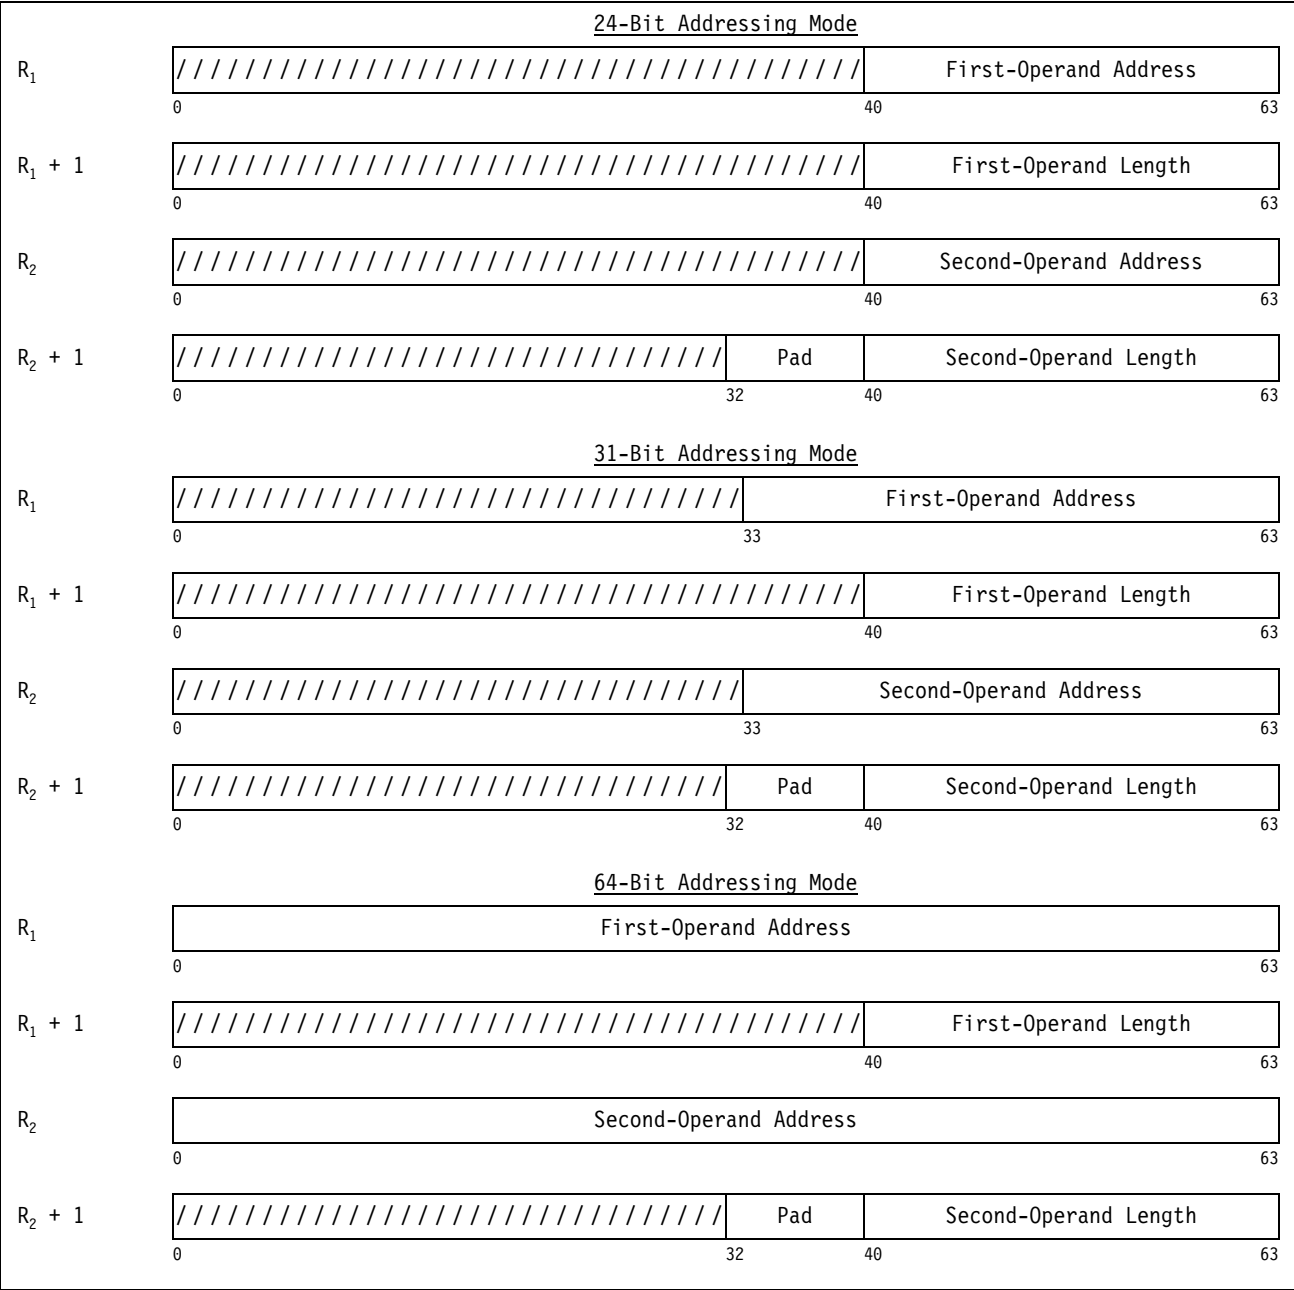 24-Bit Addressing Mode
R₁ //////////////////////////////////////// First-Operand Address
0 40 63
R₁ + 1 //////////////////////////////////////// First-Operand Length
0 40 63
R₂ //////////////////////////////////////// Second-Operand Address
0 40 63
R₂ + 1 //////////////////////////////// Pad Second-Operand Length
0 32 40 63
31-Bit Addressing Mode
R₁ ///////////////////////////////// First-Operand Address
0 33 63
R₁ + 1 //////////////////////////////////////// First-Operand Length
0 40 63
R₂ ///////////////////////////////// Second-Operand Address
0 33 63
R₂ + 1 //////////////////////////////// Pad Second-Operand Length
0 32 40 63
64-Bit Addressing Mode
R₁ First-Operand Address
0 63
R₁ + 1 //////////////////////////////////////// First-Operand Length
0 40 63
R₂ Second-Operand Address
0 63
R₂ + 1 //////////////////////////////// Pad Second-Operand Length
0 32 40 63